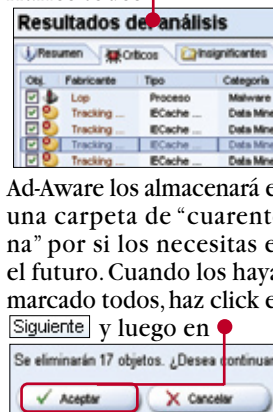 Resultados del análisis
Resumen Críticos Insignificantes
Obj. Fabricante Tipo Categoria
Lop Proceso Malware
Tracking ... IECache ... Data Mine
Tracking ... IECache ... Data Mine
Tracking ... IECache ... Data Mine
Tracking ... IECache ... Data Mine
Ad-Aware los almacenará e
una carpeta de “cuarent
na” por si los necesitas e
el futuro. Cuando los haya
marcado todos, haz click e
Siguiente y luego en
Se eliminarán 17 objetos. ¿Desea continuar
Aceptar Cancelar